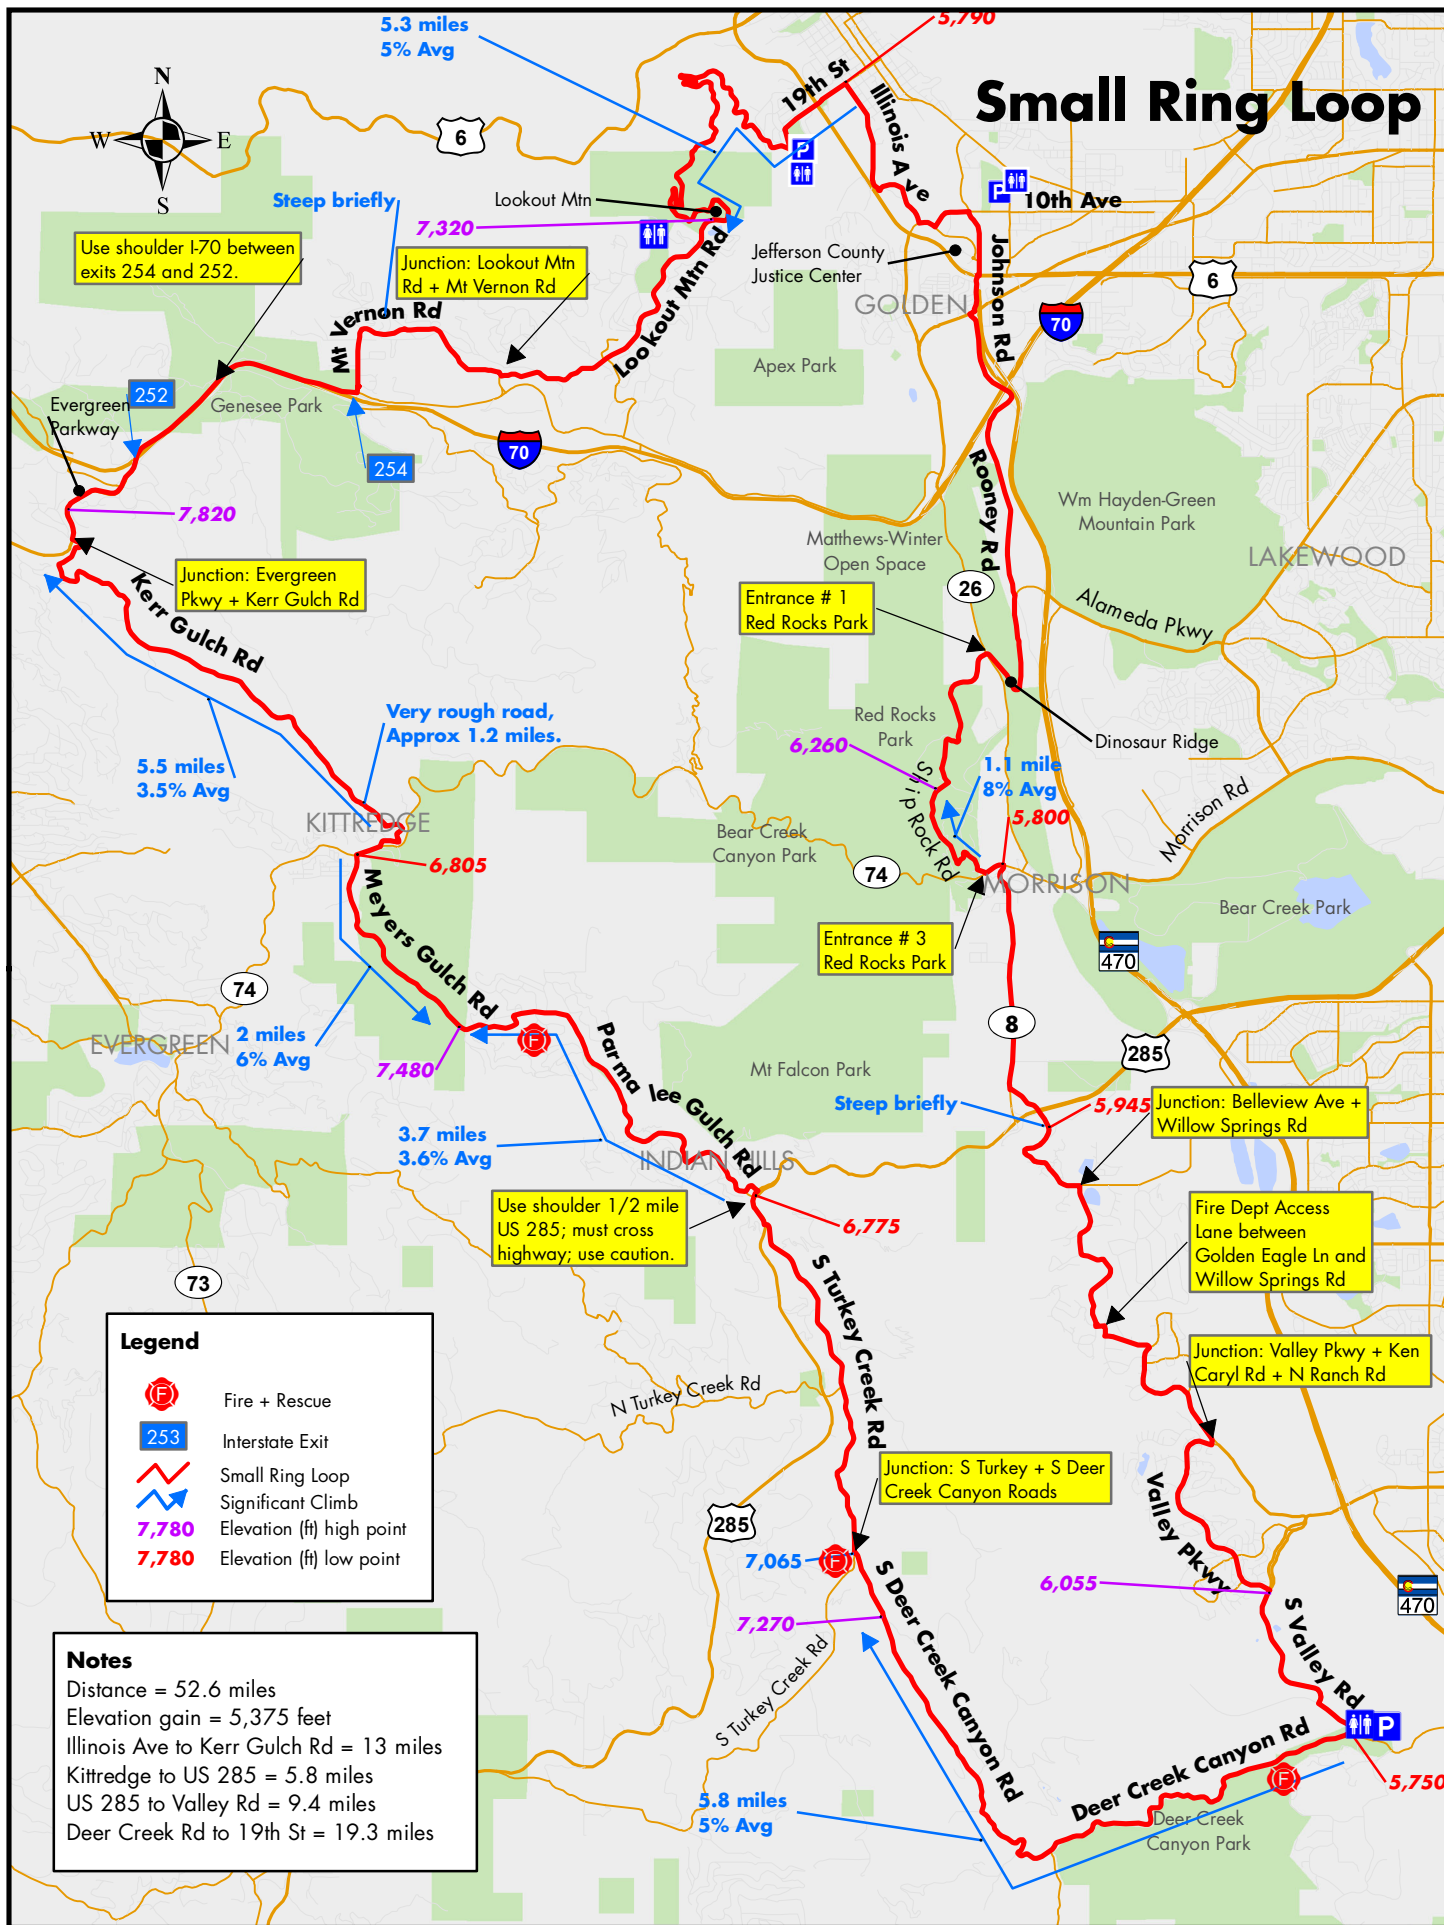 Small Ring Loop
5.3 miles
5% Avg
5,790
19th St
Illinois Ave
N
W
E
S
6
10th Ave
Steep briefly
Lookout Mtn
7,320
Use shoulder I-70 between
exits 254 and 252.
Junction: Lookout Mtn
Rd + Mt Vernon Rd
Jefferson County
Justice Center
Johnson Rd
6
GOLDEN
70
Mt Vernon Rd
Lookout Mtn Rd
Apex Park
252
Evergreen
Parkway
Genesee Park
254
70
Rooney Rd
7,820
Wm Hayden-Green
Mountain Park
Matthews-Winter
Open Space
LAKEWOOD
Junction: Evergreen
Pkwy + Kerr Gulch Rd
26
Entrance # 1
Red Rocks Park
Alameda Pkwy
Kerr Gulch Rd
Very rough road,
Approx 1.2 miles.
Red Rocks
Park
Dinosaur Ridge
6,260
5.5 miles
3.5% Avg
1.1 mile
8% Avg
Slip Rock Rd
Morrison Rd
KITTREDGE
5,800
Bear Creek
Canyon Park
6,805
74
MORRISON
Bear Creek Park
Meyers Gulch Rd
Entrance # 3
Red Rocks Park
470
74
8
EVERGREEN
2 miles
6% Avg
F
7,480
Parmalee Gulch Rd
Mt Falcon Park
285
Steep briefly
5,945
Junction: Belleview Ave +
Willow Springs Rd
3.7 miles
3.6% Avg
INDIAN HILLS
Use shoulder 1/2 mile
US 285; must cross
highway; use caution.
6,775
Fire Dept Access
Lane between
Golden Eagle Ln and
Willow Springs Rd
73
S Turkey Creek Rd
Legend
F
Fire + Rescue
253
Interstate Exit
Small Ring Loop
Significant Climb
7,780
Elevation (ft) high point
7,780
Elevation (ft) low point
Junction: Valley Pkwy + Ken
Caryl Rd + N Ranch Rd
N Turkey Creek Rd
Junction: S Turkey + S Deer
Creek Canyon Roads
Valley Pkwy
285
7,065
F
6,055
470
7,270
S Deer Creek Canyon Rd
S Valley Rd
S Turkey Creek Rd
Notes
Distance = 52.6 miles
Elevation gain = 5,375 feet
Illinois Ave to Kerr Gulch Rd = 13 miles
Kittredge to US 285 = 5.8 miles
US 285 to Valley Rd = 9.4 miles
Deer Creek Rd to 19th St = 19.3 miles
P
P
P
Deer Creek Canyon Rd
F
5,750
5.8 miles
5% Avg
Deer Creek
Canyon Park